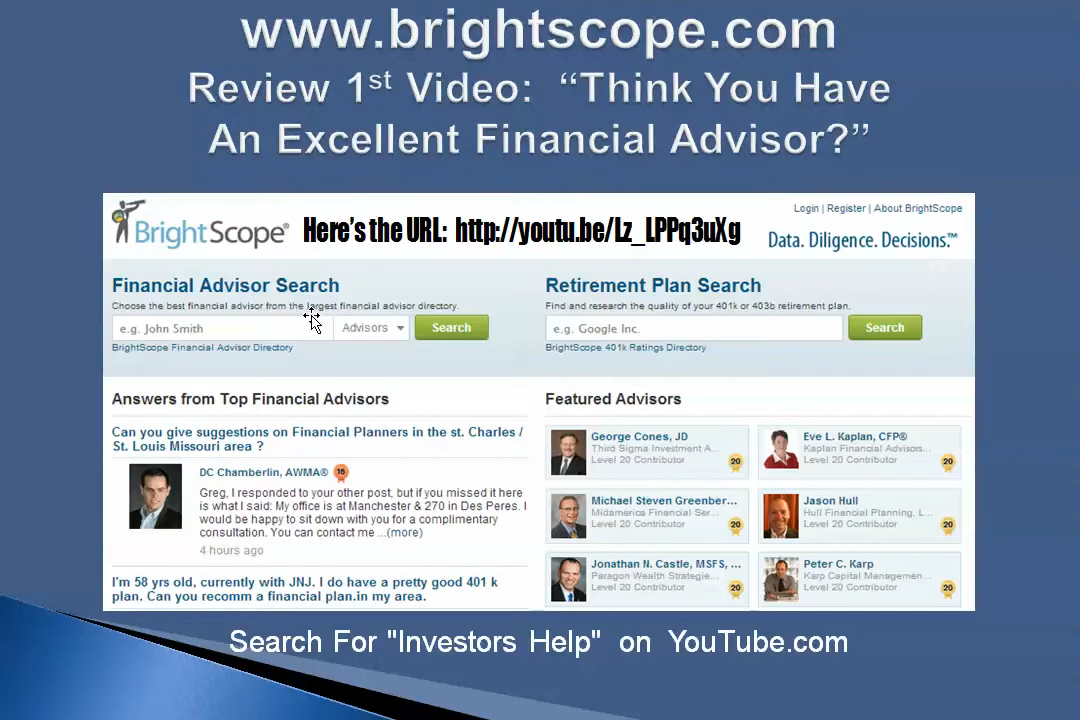 www.brightscope.com
Review 1st Video: “Think You Have
An Excellent Financial Advisor?”
Login | Register | About BrightScope
BrightScope® Here’s the URL: http://youtu.be/Lz_LPPq3uXg
Data. Diligence. Decisions.™
Financial Advisor Search
Choose the best financial advisor from the largest financial advisor directory.
e.g. John Smith Advisors Search
BrightScope Financial Advisor Directory
Retirement Plan Search
Find and research the quality of your 401k or 403b retirement plan.
e.g. Google Inc. Search
BrightScope 401k Ratings Directory
Answers from Top Financial Advisors
Can you give suggestions on Financial Planners in the st. Charles /
St. Louis Missouri area ?
DC Chamberlin, AWMA® 16
Greg, I responded to your other post, but if you missed it here
is what I said: My office is at Manchester & 270 in Des Peres. I
would be happy to sit down with you for a complimentary
consultation. You can contact me ...(more)
4 hours ago
I'm 58 yrs old, currently with JNJ. I do have a pretty good 401 k
plan. Can you recomm a financial plan.in my area.
Featured Advisors
George Cones, JD
Third Sigma Investment A...
Level 20 Contributor
20
Eve L. Kaplan, CFP®
Kaplan Financial Advisors...
Level 20 Contributor
20
Michael Steven Greenber...
Midamerica Financial Ser...
Level 20 Contributor
20
Jason Hull
Hull Financial Planning, L...
Level 20 Contributor
20
Jonathan N. Castle, MSFS, ...
Paragon Wealth Strategie...
Level 20 Contributor
20
Peter C. Karp
Karp Capital Managemen...
Level 20 Contributor
20
Search For "Investors Help" on YouTube.com